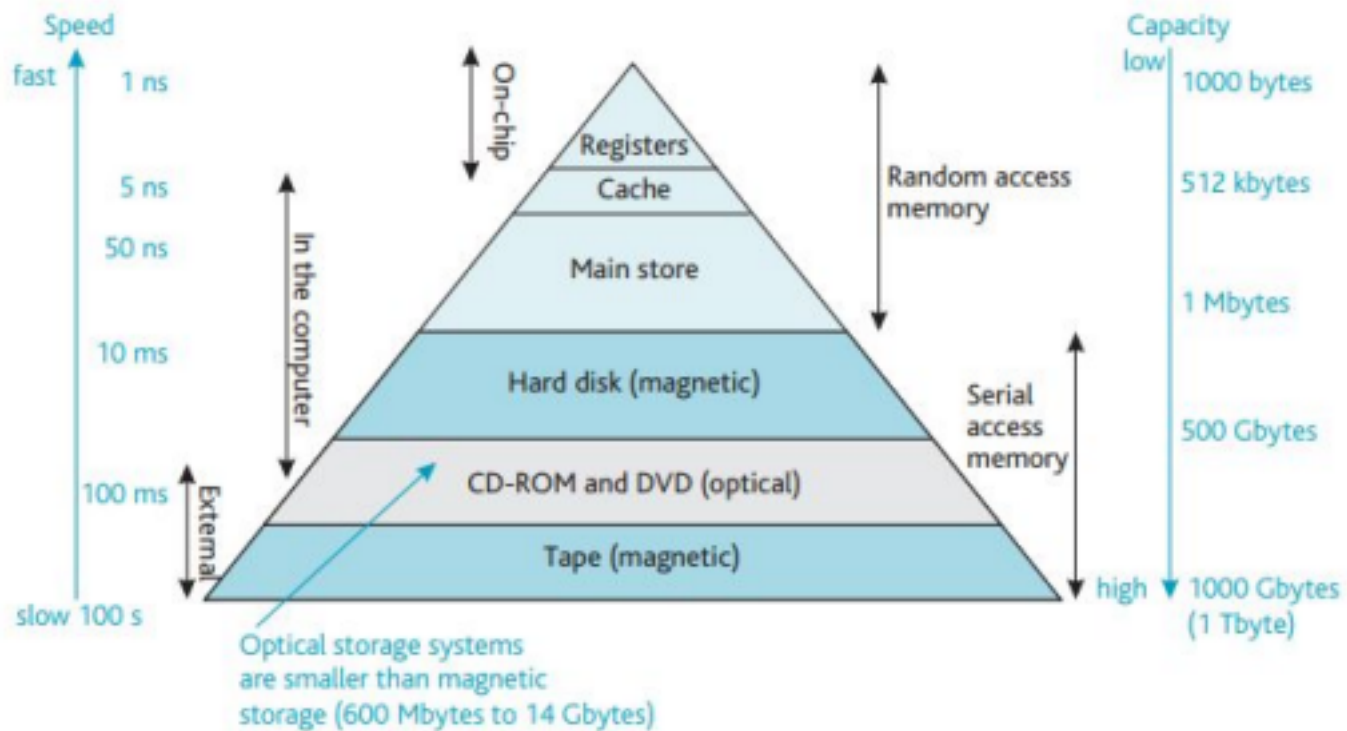 Speed
fast
1 ns
5 ns
50 ns
10 ms
100 ms
slow 100 s
On-chip
In the computer
External
Registers
Cache
Main store
Hard disk (magnetic)
CD-ROM and DVD (optical)
Tape (magnetic)
Optical storage systems
are smaller than magnetic
storage (600 Mbytes to 14 Gbytes)
Random access
memory
Serial
access
memory
Capacity
low
1000 bytes
512 kbytes
1 Mbytes
500 Gbytes
high
1000 Gbytes
(1 Tbyte)